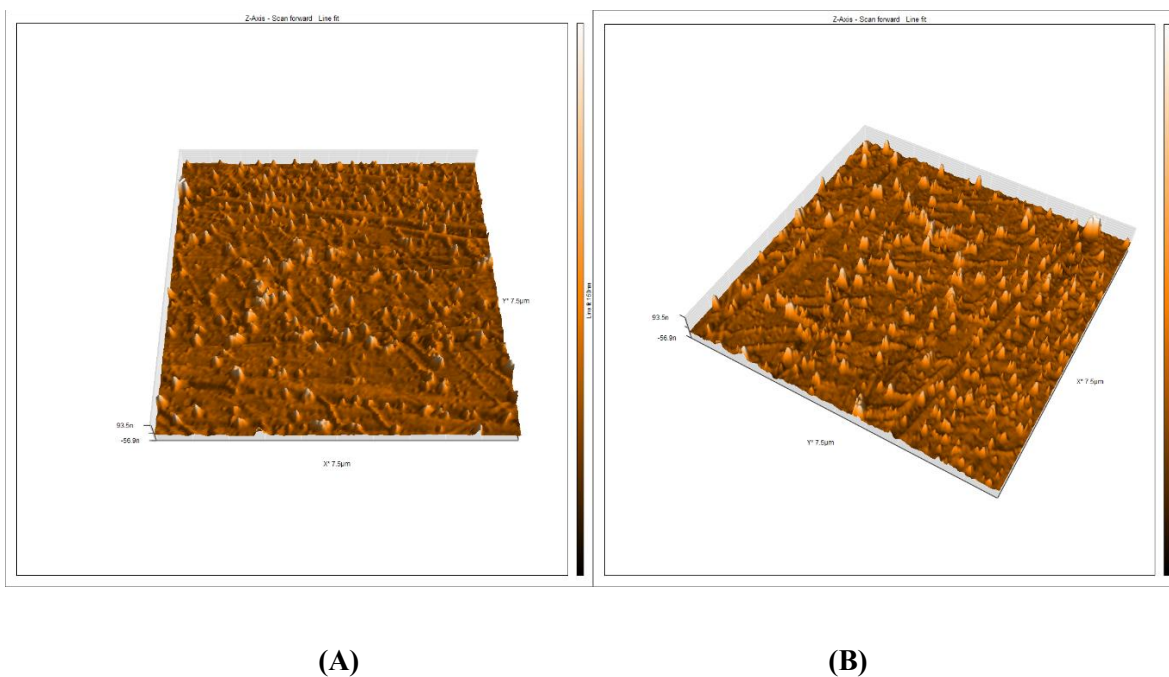 Z-Axis - Scan forward Line fit
Y* 7.5µm
93.5n
-56.9n
X* 7.5µm
Z-Axis - Scan forward Line fit
93.5n
-56.9n
X* 7.5µm
Y* 7.5µm
(A)
(B)